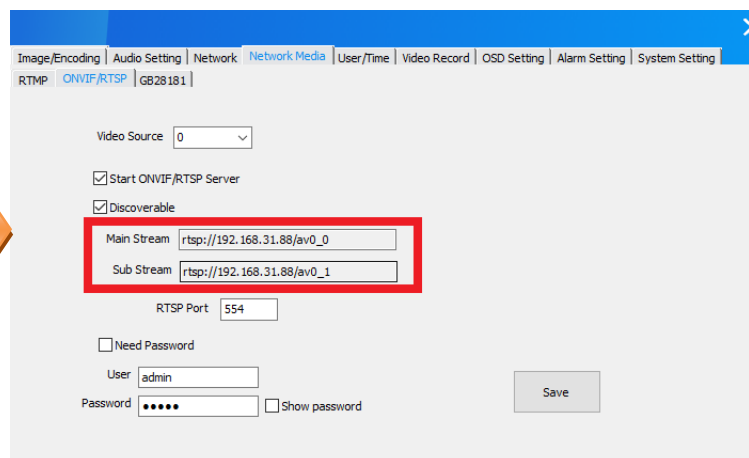 Image/Encoding Audio Setting Network Network Media User/Time Video Record OSD Setting Alarm Setting System Setting
RTMP ONVIF/RTSP GB28181
Video Source 0
Start ONVIF/RTSP Server
Discoverable
Main Stream rtsp://192.168.31.88/av0_0
Sub Stream rtsp://192.168.31.88/av0_1
RTSP Port 554
Need Password
User admin
Password •••••  Show password
Save